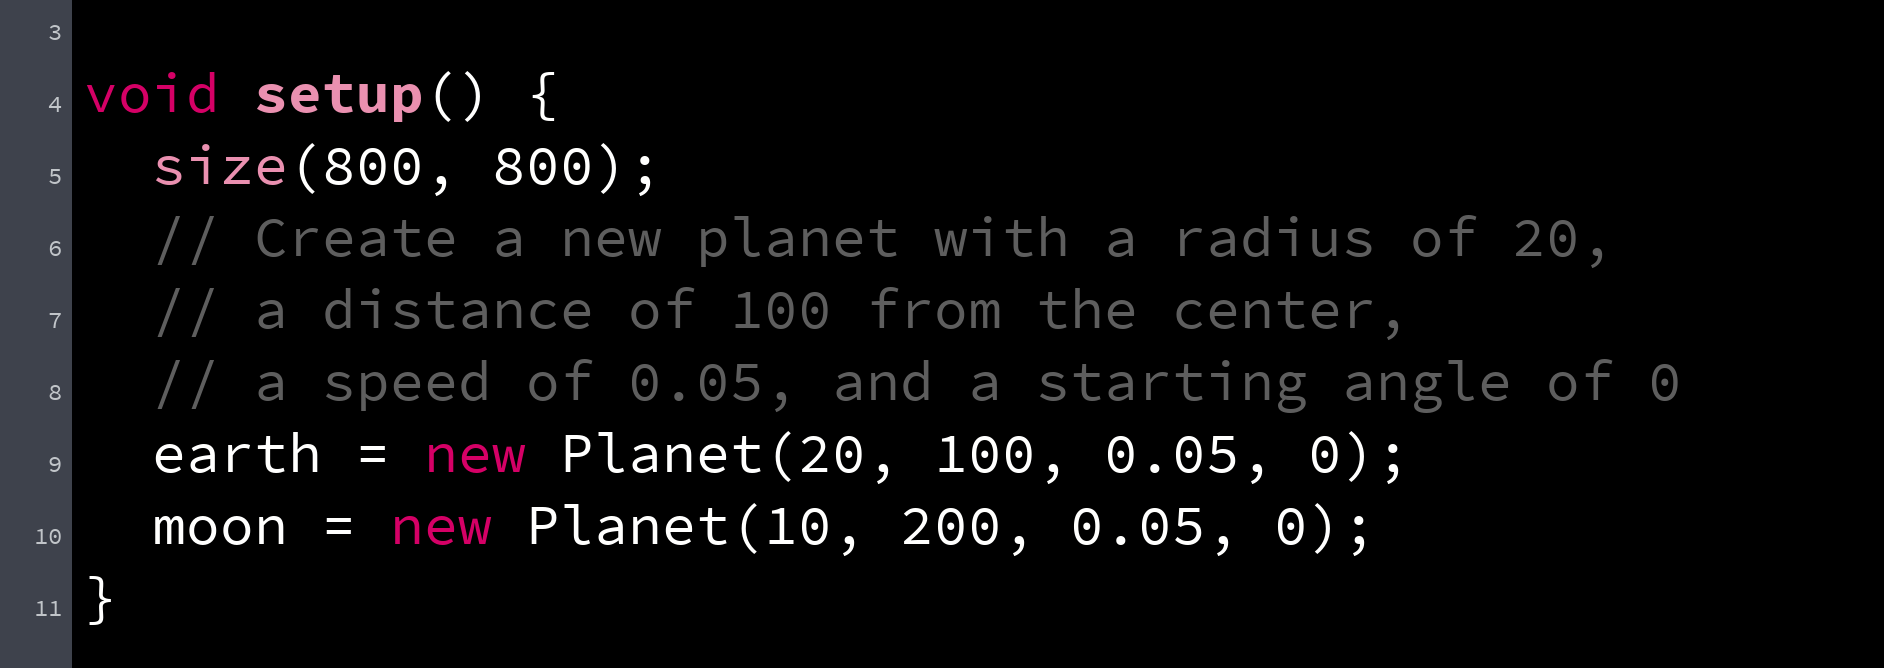 3
4 void setup() {
5   size(800, 800);
6   // Create a new planet with a radius of 20,
7   // a distance of 100 from the center,
8   // a speed of 0.05, and a starting angle of 0
9   earth = new Planet(20, 100, 0.05, 0);
10   moon = new Planet(10, 200, 0.05, 0);
11 }